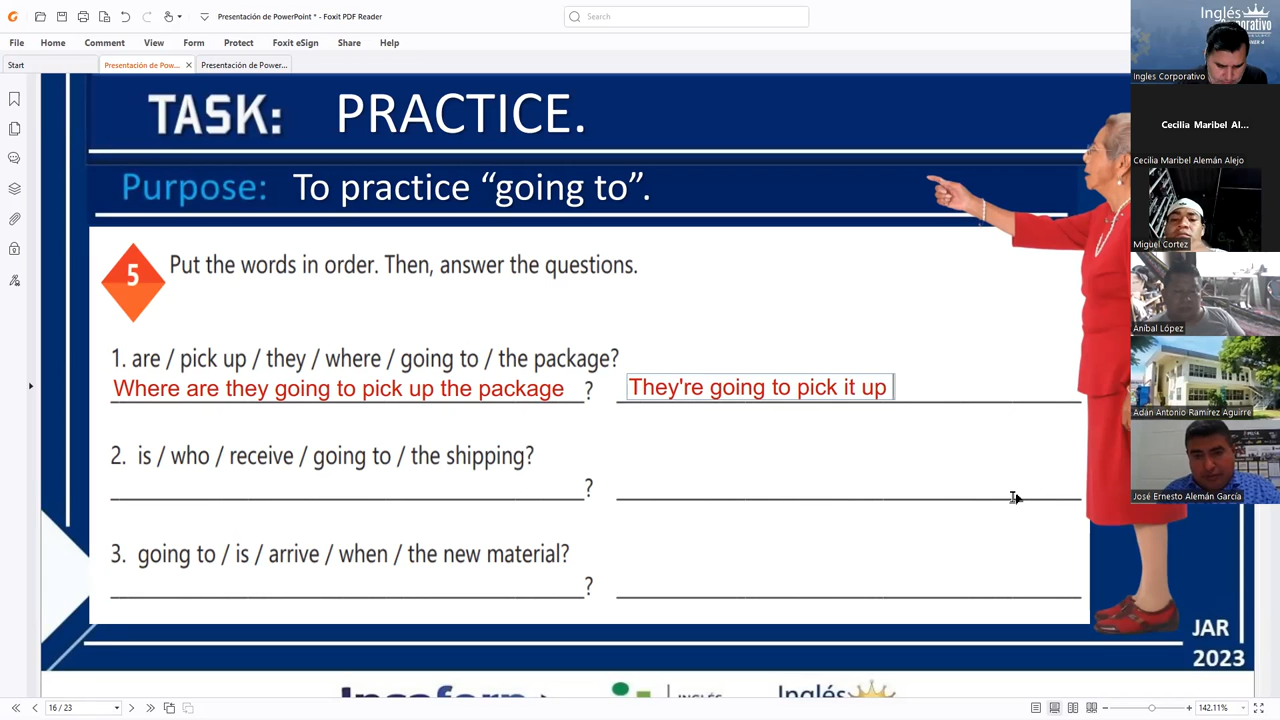 Presentación de PowerPoint * - Foxit PDF Reader
Search
File Home Comment View Form Protect Foxit eSign Share Help
Start
Presentación de Pow...
Presentación de Power...
TASK: PRACTICE.
Purpose: To practice “going to”.
5 Put the words in order. Then, answer the questions.
1. are / pick up / they / where / going to / the package?
Where are they going to pick up the package ? They're going to pick it up
2. is / who / receive / going to / the shipping?
?
3. going to / is / arrive / when / the new material?
?
JAR
2023
Inglés
16 / 23
142.11%
Inglés
Corporativo
Ingles Corporativo
Cecilia Maribel Al...
Cecilia Maribel Alemán Alejo
Miguel Cortez
Aníbal López
Adán Antonio Ramírez Aguirre
José Ernesto Alemán García